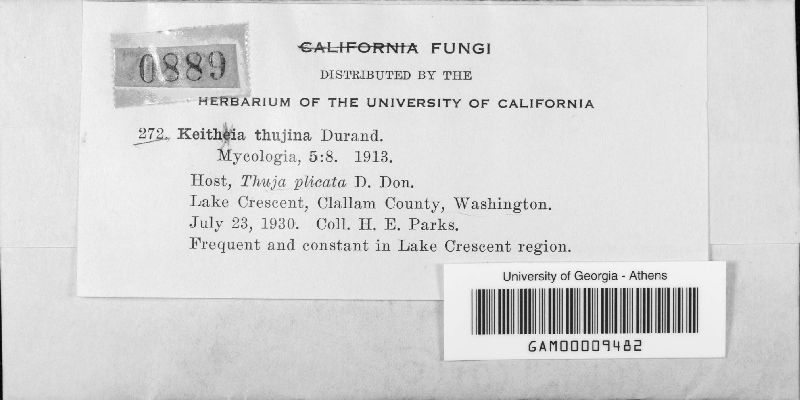 0889
CALIFORNIA FUNGI
DISTRIBUTED BY THE
HERBARIUM OF THE UNIVERSITY OF CALIFORNIA
272. Keitheia thujina Durand.
Mycologia, 5:8. 1913.
Host, Thuja plicata D. Don.
Lake Crescent, Clallam County, Washington.
July 23, 1930. Coll. H. E. Parks.
Frequent and constant in Lake Crescent region.
University of Georgia - Athens
GAM00009482